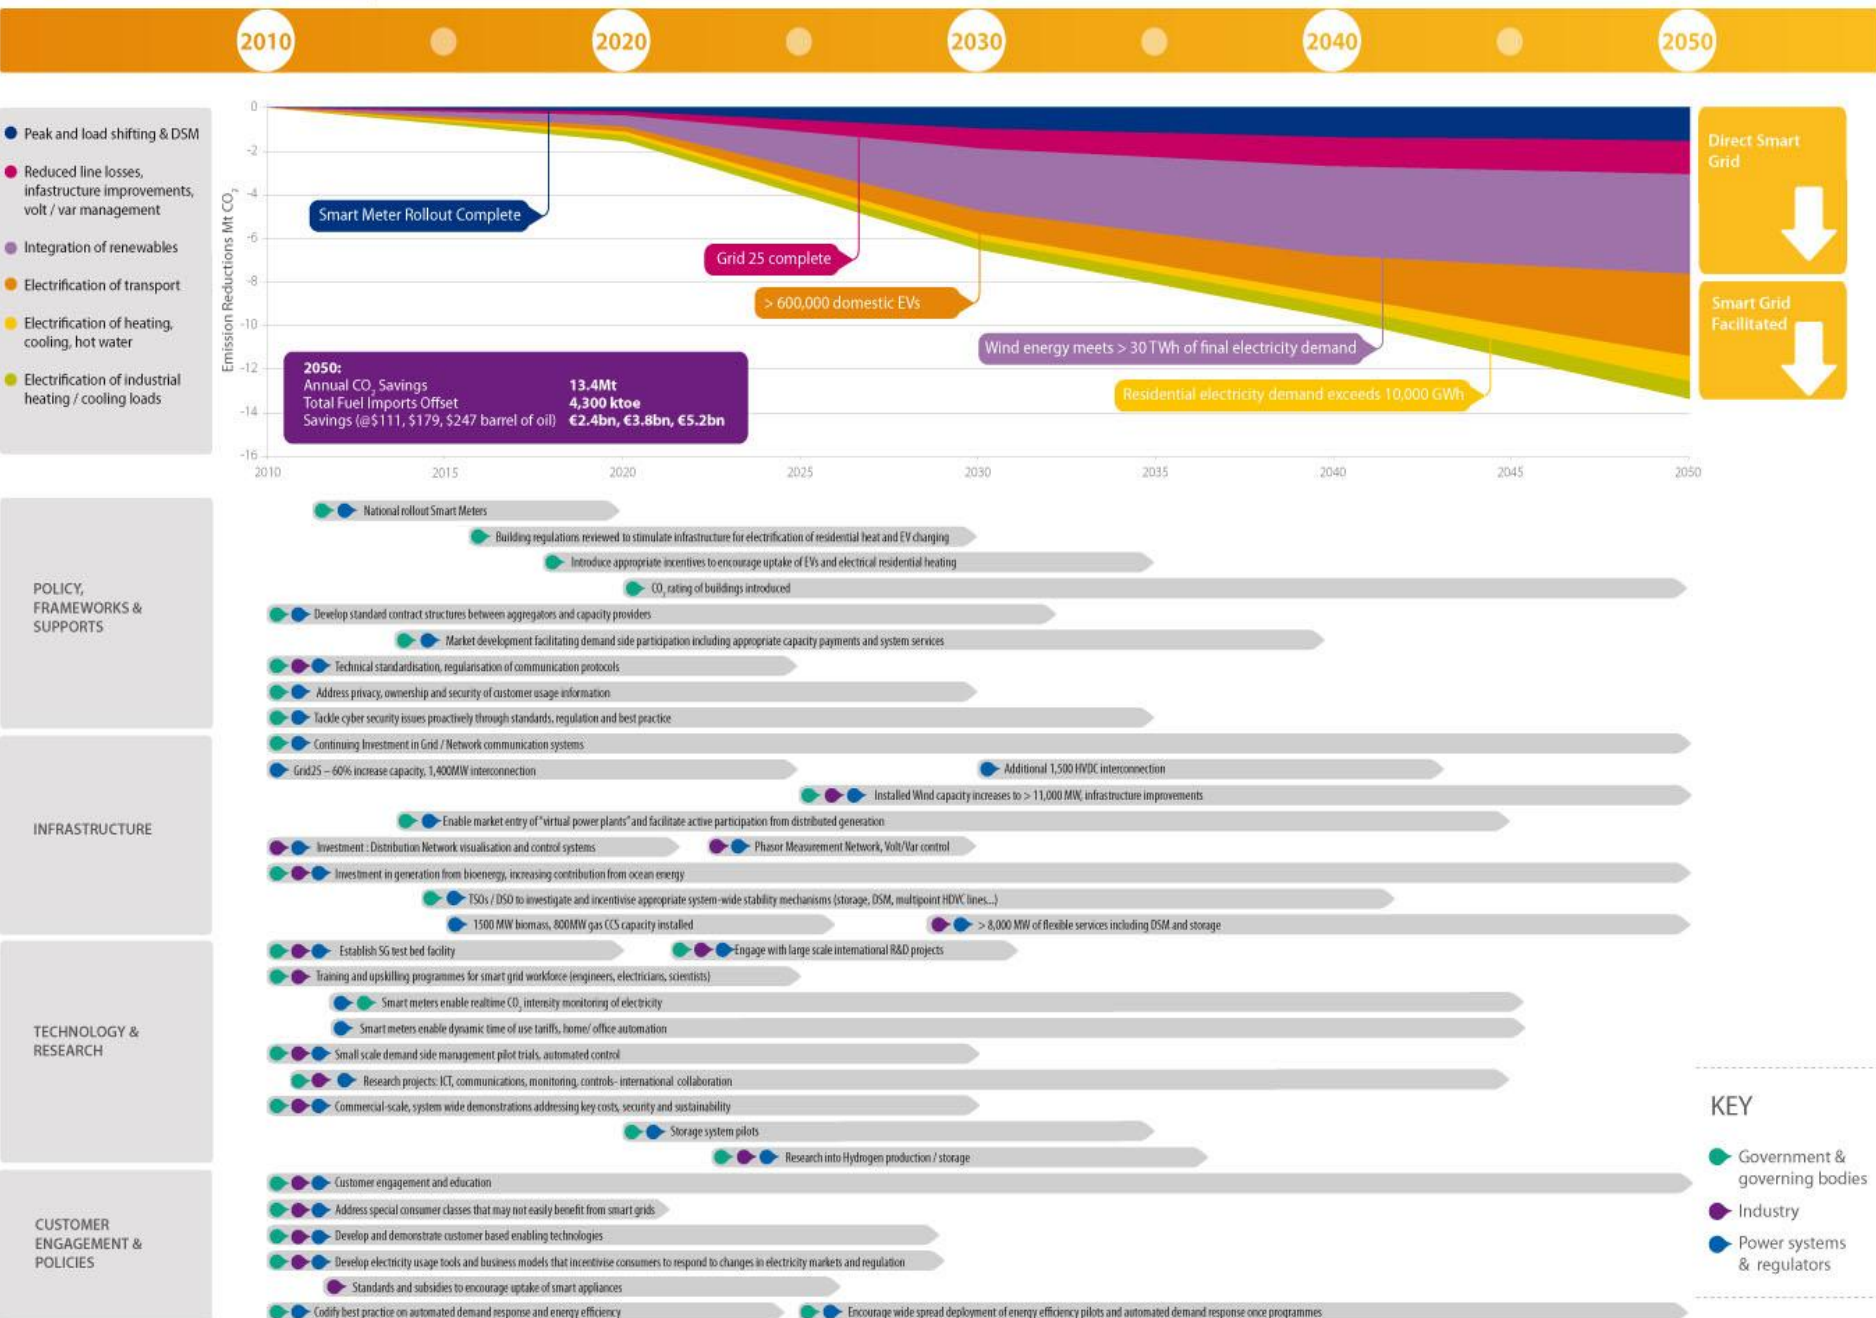 2010
2020
2030
2040
2050
Peak and load shifting & DSM
Reduced line losses,
infastructure improvements,
volt / var management
Integration of renewables
Electrification of transport
Electrification of heating,
cooling, hot water
Electrification of industrial
heating / cooling loads
Emission Reductions Mt CO₂
0
-2
-4
-6
-8
-10
-12
-14
-16
2010
2015
2020
2025
2030
2035
2040
2045
2050
Smart Meter Rollout Complete
Grid 25 complete
> 600,000 domestic EVs
Wind energy meets > 30 TWh of final electricity demand
Residential electricity demand exceeds 10,000 GWh
2050:
Annual CO₂ Savings 13.4Mt
Total Fuel Imports Offset 4,300 ktoe
Savings (@$111, $179, $247 barrel of oil) €2.4bn, €3.8bn, €5.2bn
Direct Smart
Grid
Smart Grid
Facilitated
POLICY,
FRAMEWORKS &
SUPPORTS
National rollout Smart Meters
Building regulations reviewed to stimulate infrastructure for electrification of residential heat and EV charging
Introduce appropriate incentives to encourage uptake of EVs and electrical residential heating
CO₂ rating of buildings introduced
Develop standard contract structures between aggregators and capacity providers
Market development facilitating demand side participation including appropriate capacity payments and system services
Technical standardisation, regularisation of communication protocols
Address privacy, ownership and security of customer usage information
Tackle cyber security issues proactively through standards, regulation and best practice
INFRASTRUCTURE
Continuing Investment in Grid / Network communication systems
Grid25 – 60% increase capacity, 1,400MW interconnection
Additional 1,500 HVDC interconnection
Installed Wind capacity increases to > 11,000 MW, infrastructure improvements
Enable market entry of "virtual power plants" and facilitate active participation from distributed generation
Investment : Distribution Network visualisation and control systems
Phasor Measurement Network, Volt/Var control
Investment in generation from bioenergy, increasing contribution from ocean energy
TSOs / DSO to investigate and incentivise appropriate system-wide stability mechanisms (storage, DSM, multipoint HDVC lines...)
1500 MW biomass, 800MW gas CCS capacity installed
> 8,000 MW of flexible services including DSM and storage
TECHNOLOGY &
RESEARCH
Establish SG test bed facility
Engage with large scale international R&D projects
Training and upskilling programmes for smart grid workforce (engineers, electricians, scientists)
Smart meters enable realtime CO₂ intensity monitoring of electricity
Smart meters enable dynamic time of use tariffs, home/ office automation
Small scale demand side management pilot trials, automated control
Research projects: ICT, communications, monitoring, controls- international collaboration
Commercial-scale, system wide demonstrations addressing key costs, security and sustainability
Storage system pilots
Research into Hydrogen production / storage
CUSTOMER
ENGAGEMENT &
POLICIES
Customer engagement and education
Address special consumer classes that may not easily benefit from smart grids
Develop and demonstrate customer based enabling technologies
Develop electricity usage tools and business models that incentivise consumers to respond to changes in electricity markets and regulation
Standards and subsidies to encourage uptake of smart appliances
Codify best practice on automated demand response and energy efficiency
Encourage wide spread deployment of energy efficiency pilots and automated demand response once programmes
KEY
Government &
governing bodies
Industry
Power systems
& regulators